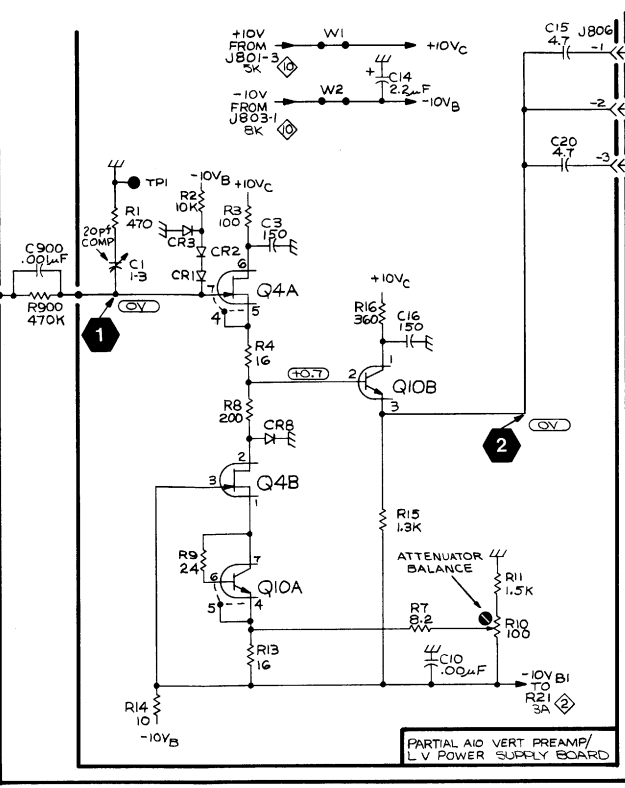 +10V
FROM
J801-3
5K
10
W1
+10VC
-10V
FROM
J803-1
8K
10
W2
+
C14
2.2µF
-10VB
C15
4.7
J806
-1
-2
C20
4.7
-3
TP1
R1
470
20pf
COMP
C1
1-3
C900
.001µF
R900
470K
0V
1
-10VB
R2
10K
CR3
CR2
CR1
+10VC
R3
100
C3
150
6
7
Q4A
5
4
R4
16
+0.7
R8
200
CR8
2
3
Q4B
1
+10VC
R16
360
C16
150
1
2
Q10B
3
2
0V
R15
1.3K
R9
24
7
6
Q10A
5
4
ATTENUATOR
BALANCE
R11
1.5K
R7
8.2
R10
100
R13
16
C10
.00µF
R14
10
-10VB
-10VB1
TO
R21
3A
2
PARTIAL A10 VERT PREAMP/
LV POWER SUPPLY BOARD